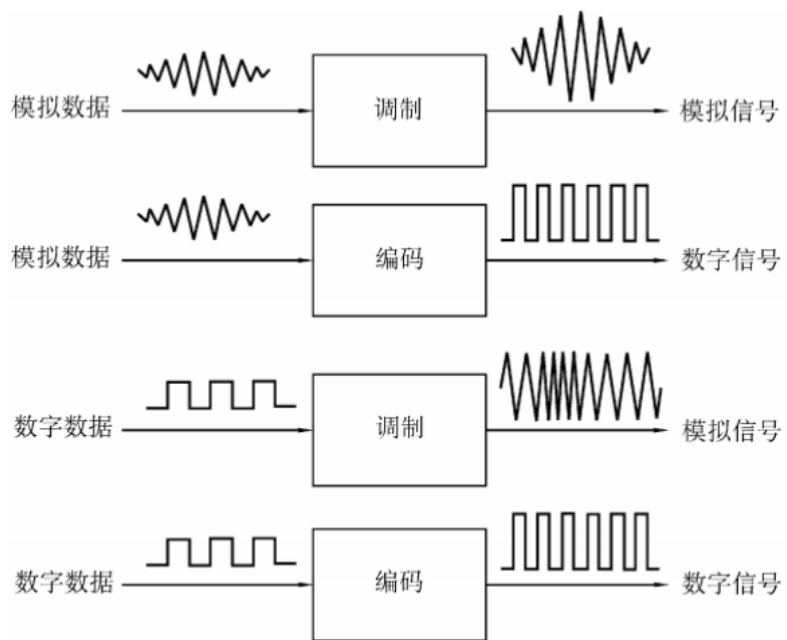 模拟数据 调制 模拟信号
模拟数据 编码 数字信号
数字数据 调制 模拟信号
数字数据 编码 数字信号